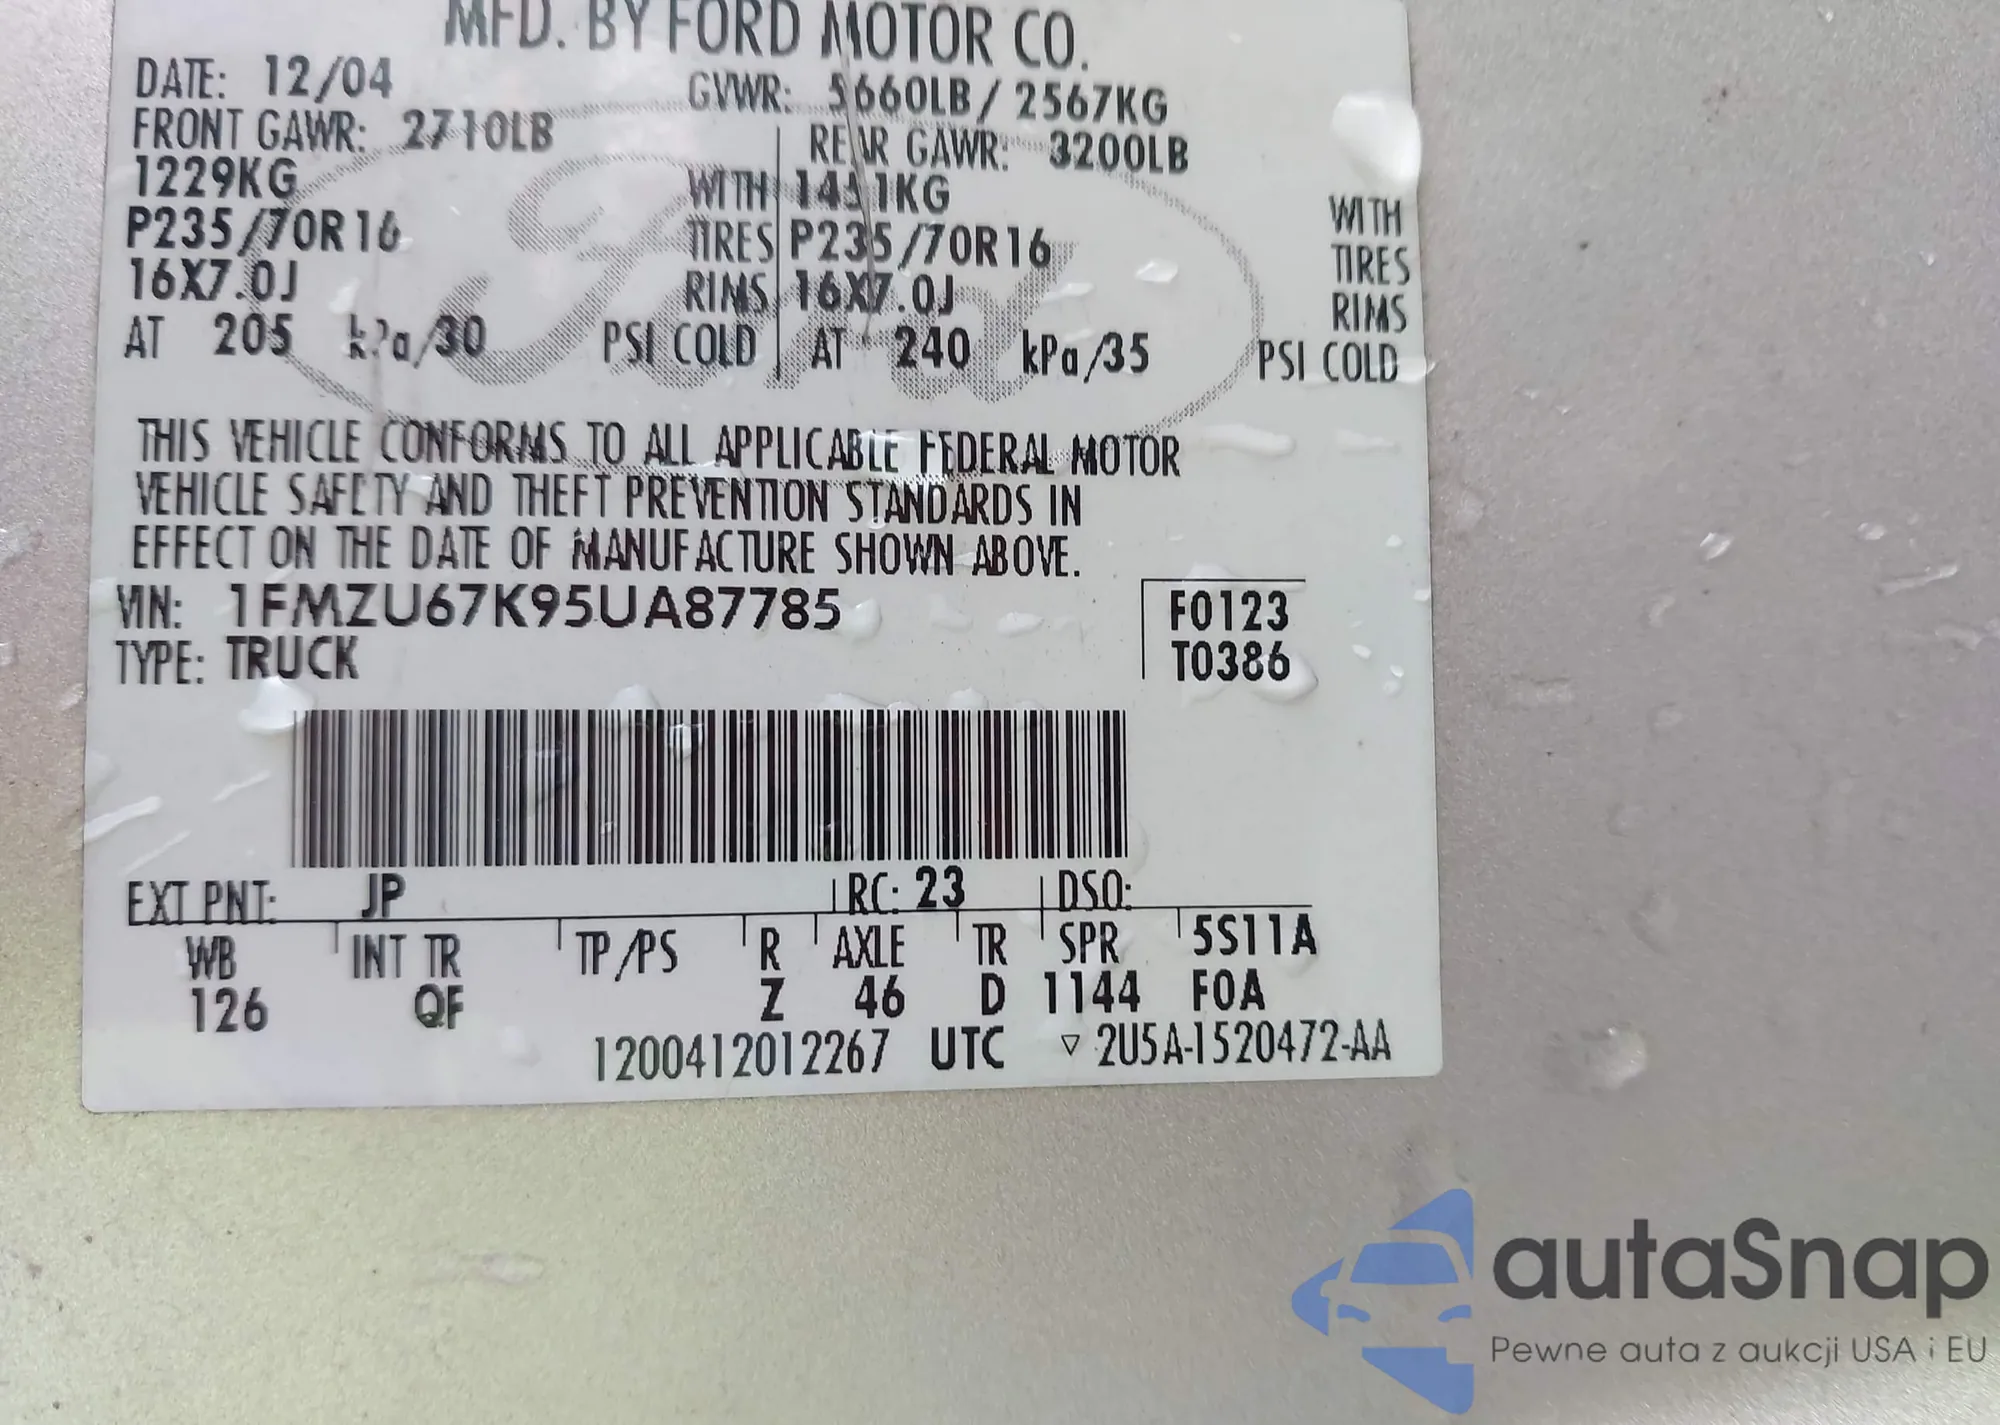 MFD. BY FORD MOTOR CO.
DATE: 12/04 GVWR: 5660LB / 2567KG
FRONT GAWR: 2710LB REAR GAWR: 3200LB
1229KG WITH 1451KG WITH
P235/70R16 TIRES P235/70R16 TIRES
16X7.0J RIMS 16X7.0J RIMS
AT 205 kPa/30 PSI COLD AT 240 kPa/35 PSI COLD
THIS VEHICLE CONFORMS TO ALL APPLICABLE FEDERAL MOTOR
VEHICLE SAFETY AND THEFT PREVENTION STANDARDS IN
EFFECT ON THE DATE OF MANUFACTURE SHOWN ABOVE.
VIN: 1FMZU67K95UA87785 F0123
TYPE: TRUCK T0386
EXT PNT: JP RC: 23 DSO:
WB INT TR TP/PS R AXLE TR SPR 5S11A
126 QF Z 46 D 1144 F0A
1200412012267 UTC ▽ 2U5A-1520472-AA
Ford
autaSnap
Pewne auta z aukcji USA i EU